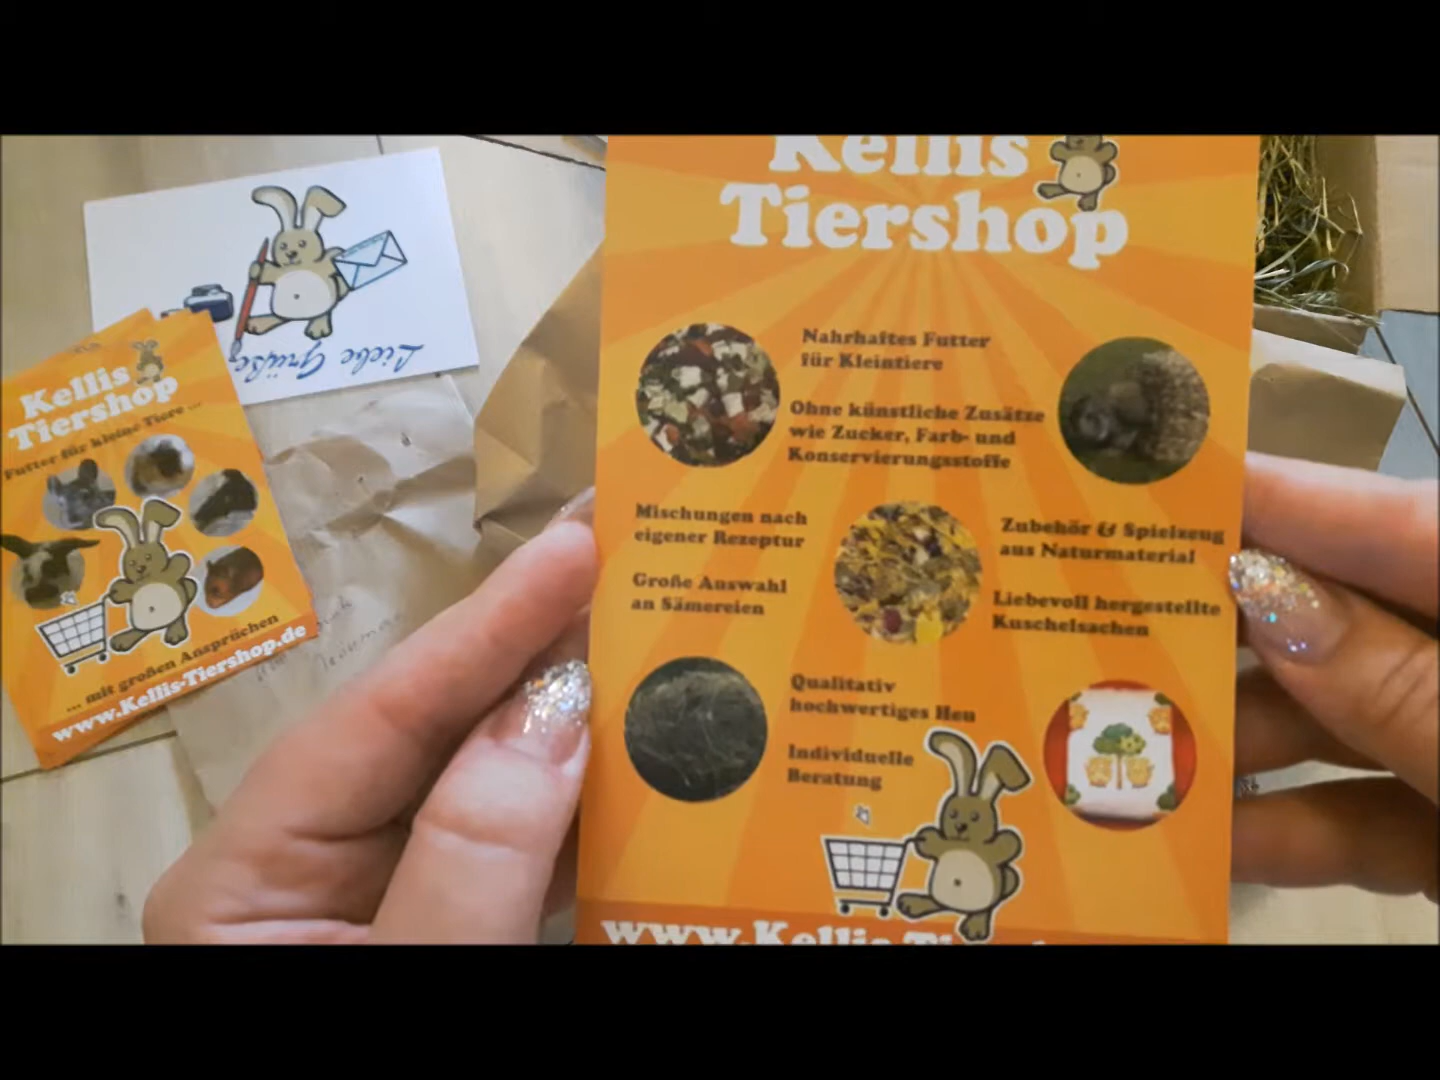 Liebe Grüße
Kellis
Tiershop
Futter für kleine Tiere ...
... mit großen Ansprüchen
www.Kellis-Tiershop.de
Kellis
Tiershop
Nahrhaftes Futter
für Kleintiere
Ohne künstliche Zusätze
wie Zucker, Farb- und
Konservierungsstoffe
Mischungen nach
eigener Rezeptur
Große Auswahl
an Sämereien
Zubehör & Spielzeug
aus Naturmaterial
Liebevoll hergestellte
Kuschelsachen
Qualitativ
hochwertiges Heu
Individuelle
Beratung
www.Kellis